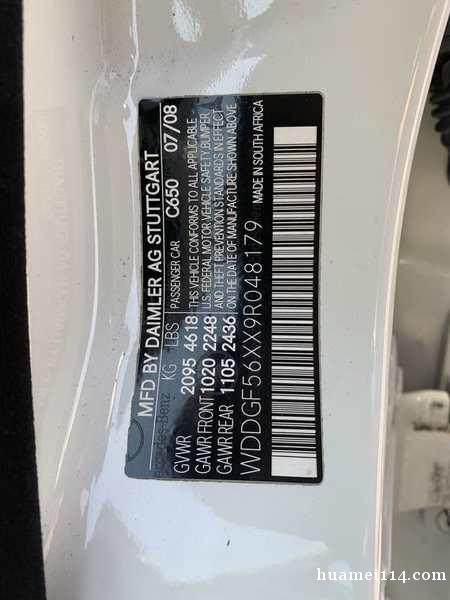 MFD BY DAIMLER AG STUTTGART
Mercedes-Benz PASSENGER CAR C650 07/08
KG LBS
GVWR 2095 4618
GAWR FRONT 1020 2248
GAWR REAR 1105 2436
THIS VEHICLE CONFORMS TO ALL APPLICABLE
U.S. FEDERAL MOTOR VEHICLE SAFETY BUMPER
AND THEFT PREVENTION STANDARDS IN EFFECT
ON THE DATE OF MANUFACTURE SHOWN ABOVE.
WDDGF56XX9R048179
MADE IN SOUTH AFRICA
huamei114.com